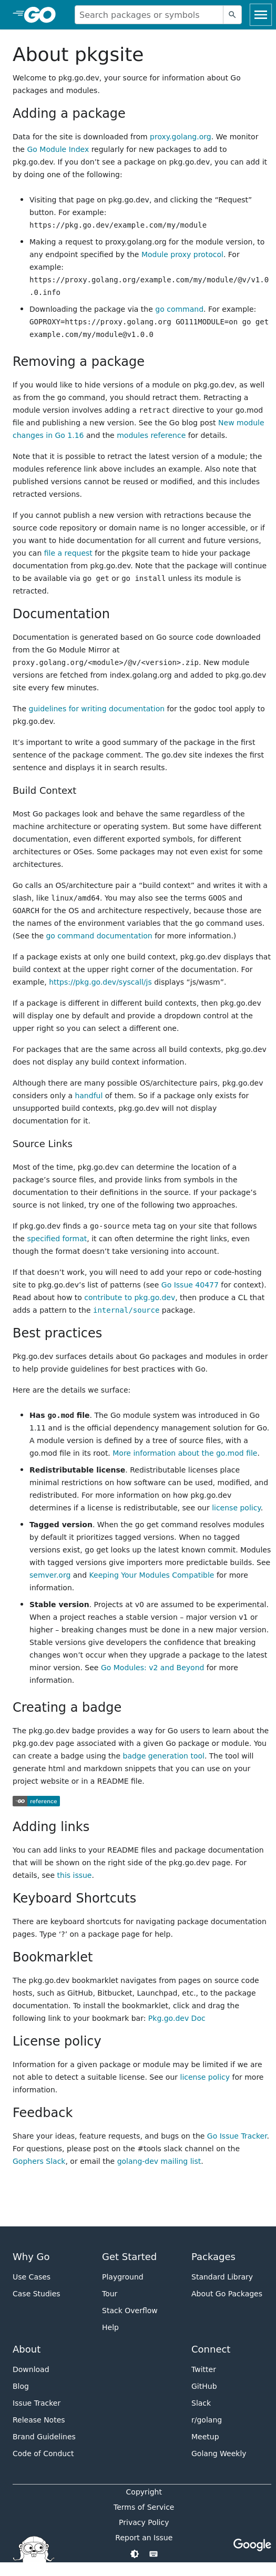 GO
Search packages or symbols
About pkgsite
Welcome to pkg.go.dev, your source for information about Go
packages and modules.
Adding a package
Data for the site is downloaded from proxy.golang.org. We monitor
the Go Module Index regularly for new packages to add to
pkg.go.dev. If you don't see a package on pkg.go.dev, you can add it
by doing one of the following:
• Visiting that page on pkg.go.dev, and clicking the “Request”
button. For example:
https://pkg.go.dev/example.com/my/module
• Making a request to proxy.golang.org for the module version, to
any endpoint specified by the Module proxy protocol. For
example:
https://proxy.golang.org/example.com/my/module/@v/v1.0
.0.info
• Downloading the package via the go command. For example:
GOPROXY=https://proxy.golang.org GO111MODULE=on go get
example.com/my/module@v1.0.0
Removing a package
If you would like to hide versions of a module on pkg.go.dev, as well
as from the go command, you should retract them. Retracting a
module version involves adding a retract directive to your go.mod
file and publishing a new version. See the Go blog post New module
changes in Go 1.16 and the modules reference for details.
Note that it is possible to retract the latest version of a module; the
modules reference link above includes an example. Also note that
published versions cannot be reused or modified, and this includes
retracted versions.
If you cannot publish a new version with retractions because the
source code repository or domain name is no longer accessible, or if
you want to hide documentation for all current and future versions,
you can file a request for the pkgsite team to hide your package
documentation from pkg.go.dev. Note that the package will continue
to be available via go get or go install unless its module is
retracted.
Documentation
Documentation is generated based on Go source code downloaded
from the Go Module Mirror at
proxy.golang.org/<module>/@v/<version>.zip. New module
versions are fetched from index.golang.org and added to pkg.go.dev
site every few minutes.
The guidelines for writing documentation for the godoc tool apply to
pkg.go.dev.
It's important to write a good summary of the package in the first
sentence of the package comment. The go.dev site indexes the first
sentence and displays it in search results.
Build Context
Most Go packages look and behave the same regardless of the
machine architecture or operating system. But some have different
documentation, even different exported symbols, for different
architectures or OSes. Some packages may not even exist for some
architectures.
Go calls an OS/architecture pair a “build context” and writes it with a
slash, like linux/amd64. You may also see the terms GOOS and
GOARCH for the OS and architecture respectively, because those are
the names of the environment variables that the go command uses.
(See the go command documentation for more information.)
If a package exists at only one build context, pkg.go.dev displays that
build context at the upper right corner of the documentation. For
example, https://pkg.go.dev/syscall/js displays “js/wasm”.
If a package is different in different build contexts, then pkg.go.dev
will display one by default and provide a dropdown control at the
upper right so you can select a different one.
For packages that are the same across all build contexts, pkg.go.dev
does not display any build context information.
Although there are many possible OS/architecture pairs, pkg.go.dev
considers only a handful of them. So if a package only exists for
unsupported build contexts, pkg.go.dev will not display
documentation for it.
Source Links
Most of the time, pkg.go.dev can determine the location of a
package's source files, and provide links from symbols in the
documentation to their definitions in the source. If your package's
source is not linked, try one of the following two approaches.
If pkg.go.dev finds a go-source meta tag on your site that follows
the specified format, it can often determine the right links, even
though the format doesn't take versioning into account.
If that doesn't work, you will need to add your repo or code-hosting
site to pkg.go.dev's list of patterns (see Go Issue 40477 for context).
Read about how to contribute to pkg.go.dev, then produce a CL that
adds a pattern to the internal/source package.
Best practices
Pkg.go.dev surfaces details about Go packages and modules in order
to help provide guidelines for best practices with Go.
Here are the details we surface:
• Has go.mod file. The Go module system was introduced in Go
1.11 and is the official dependency management solution for Go.
A module version is defined by a tree of source files, with a
go.mod file in its root. More information about the go.mod file.
• Redistributable license. Redistributable licenses place
minimal restrictions on how software can be used, modified, and
redistributed. For more information on how pkg.go.dev
determines if a license is redistributable, see our license policy.
• Tagged version. When the go get command resolves modules
by default it prioritizes tagged versions. When no tagged
versions exist, go get looks up the latest known commit. Modules
with tagged versions give importers more predictable builds. See
semver.org and Keeping Your Modules Compatible for more
information.
• Stable version. Projects at v0 are assumed to be experimental.
When a project reaches a stable version – major version v1 or
higher – breaking changes must be done in a new major version.
Stable versions give developers the confidence that breaking
changes won't occur when they upgrade a package to the latest
minor version. See Go Modules: v2 and Beyond for more
information.
Creating a badge
The pkg.go.dev badge provides a way for Go users to learn about the
pkg.go.dev page associated with a given Go package or module. You
can create a badge using the badge generation tool. The tool will
generate html and markdown snippets that you can use on your
project website or in a README file.
GO reference
Adding links
You can add links to your README files and package documentation
that will be shown on the right side of the pkg.go.dev page. For
details, see this issue.
Keyboard Shortcuts
There are keyboard shortcuts for navigating package documentation
pages. Type ‘?’ on a package page for help.
Bookmarklet
The pkg.go.dev bookmarklet navigates from pages on source code
hosts, such as GitHub, Bitbucket, Launchpad, etc., to the package
documentation. To install the bookmarklet, click and drag the
following link to your bookmark bar: Pkg.go.dev Doc
License policy
Information for a given package or module may be limited if we are
not able to detect a suitable license. See our license policy for more
information.
Feedback
Share your ideas, feature requests, and bugs on the Go Issue Tracker.
For questions, please post on the #tools slack channel on the
Gophers Slack, or email the golang-dev mailing list.
Why Go
Use Cases
Case Studies
Get Started
Playground
Tour
Stack Overflow
Help
Packages
Standard Library
About Go Packages
About
Download
Blog
Issue Tracker
Release Notes
Brand Guidelines
Code of Conduct
Connect
Twitter
GitHub
Slack
r/golang
Meetup
Golang Weekly
Copyright
Terms of Service
Privacy Policy
Report an Issue
Google